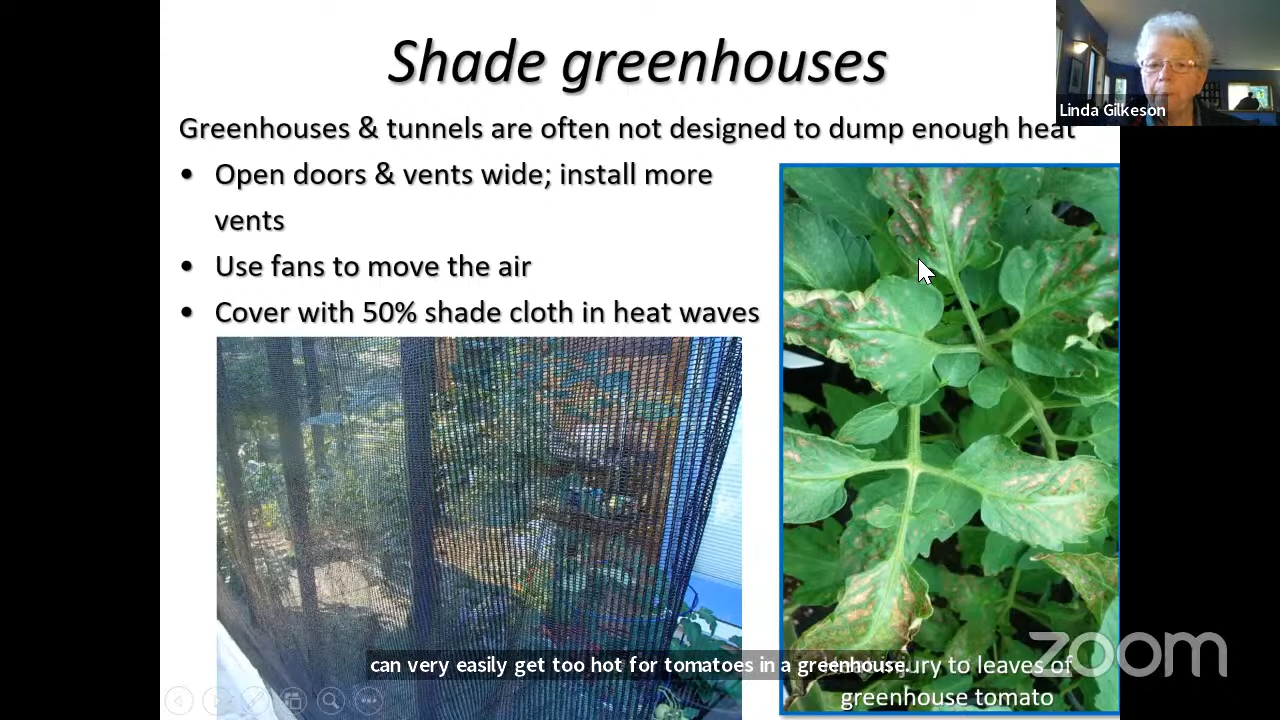 Shade greenhouses
Linda Gilkeson
Greenhouses & tunnels are often not designed to dump enough heat
• Open doors & vents wide; install more
vents
• Use fans to move the air
• Cover with 50% shade cloth in heat waves
can very easily get too hot for tomatoes in a greenhouse.
to leaves of
greenhouse tomato
zoom